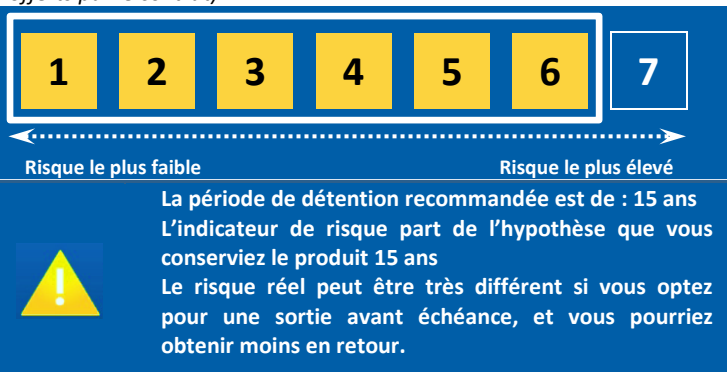 1 2 3 4 5 6 7
Risque le plus faible Risque le plus élevé
La période de détention recommandée est de : 15 ans
L'indicateur de risque part de l'hypothèse que vous
conserviez le produit 15 ans
Le risque réel peut être très différent si vous optez
pour une sortie avant échéance, et vous pourriez
obtenir moins en retour.